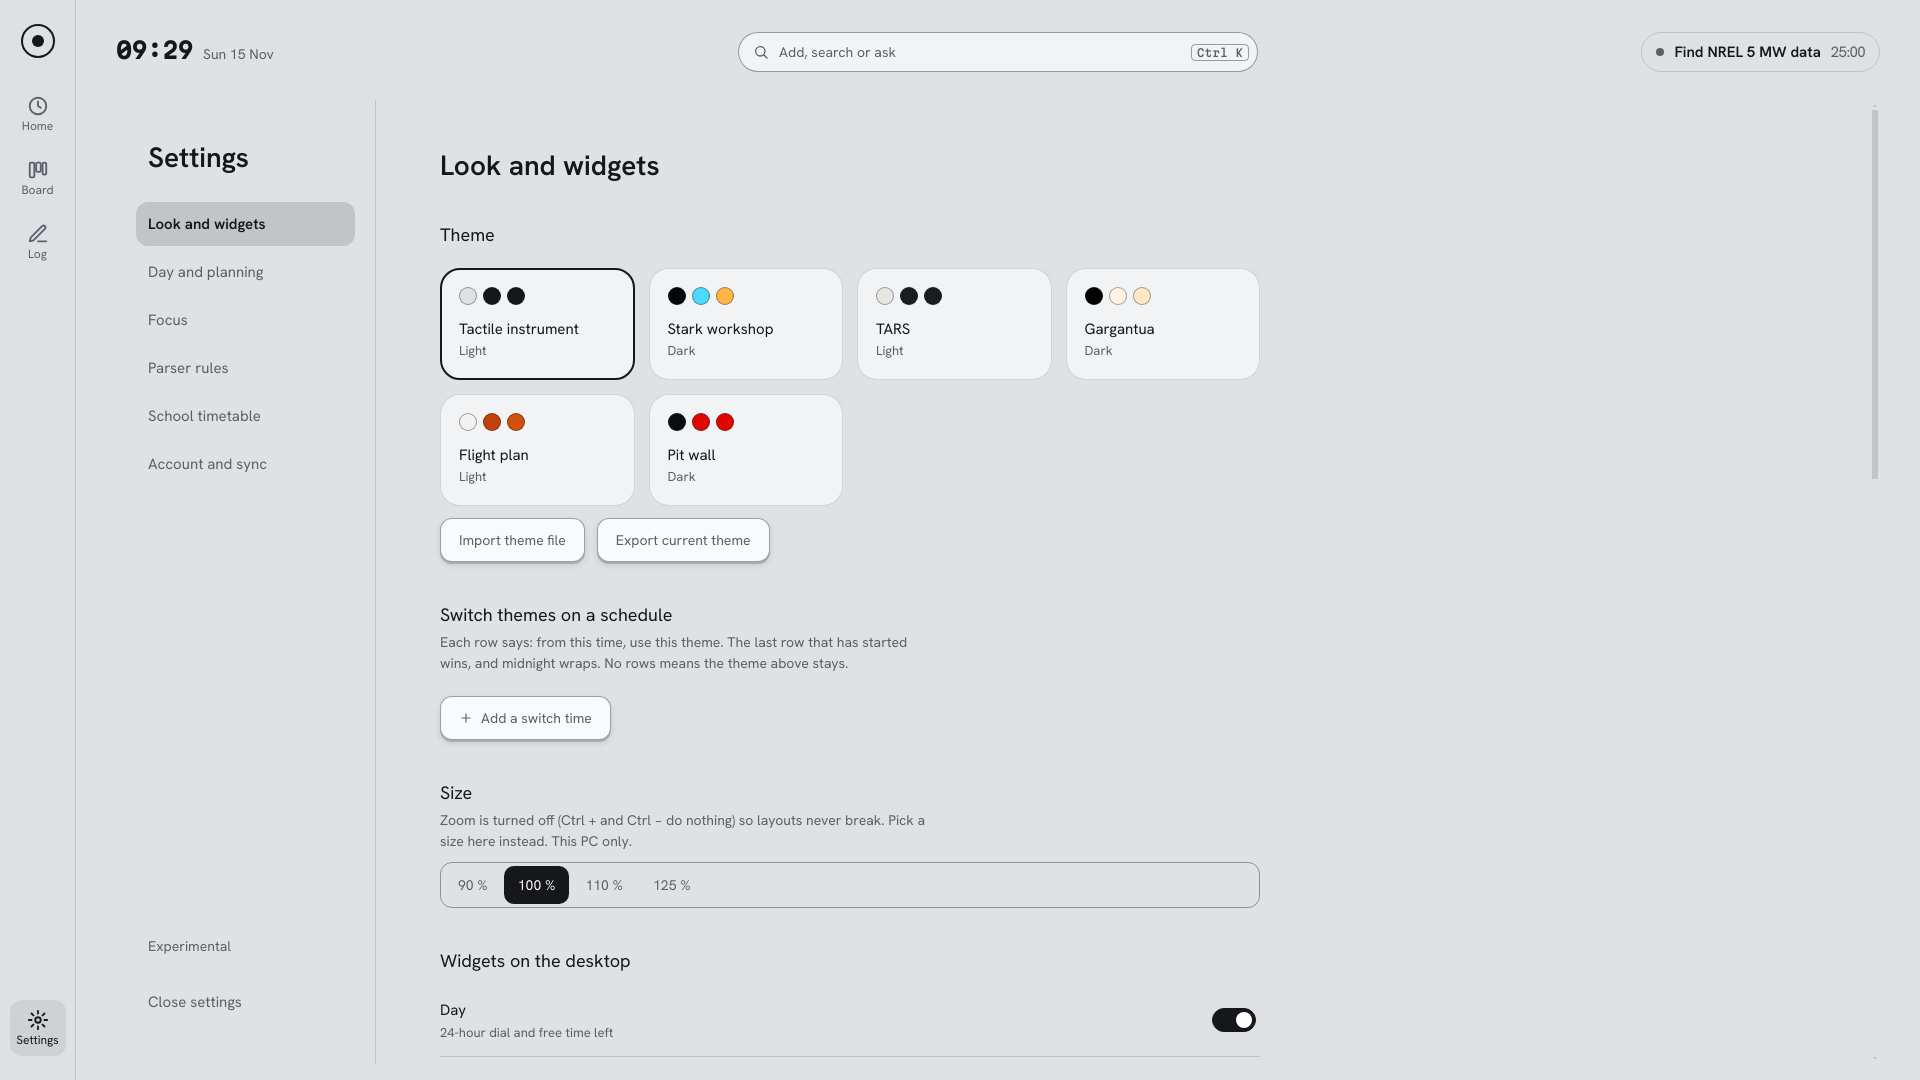 09:29 Sun 15 Nov
Add, search or ask
Ctrl K
Find NREL 5 MW data 25:00
Home
Board
Log
Settings
Settings
Look and widgets
Day and planning
Focus
Parser rules
School timetable
Account and sync
Experimental
Close settings
Look and widgets
Theme
Tactile instrument
Light
Stark workshop
Dark
TARS
Light
Gargantua
Dark
Flight plan
Light
Pit wall
Dark
Import theme file
Export current theme
Switch themes on a schedule
Each row says: from this time, use this theme. The last row that has started
wins, and midnight wraps. No rows means the theme above stays.
+ Add a switch time
Size
Zoom is turned off (Ctrl + and Ctrl − do nothing) so layouts never break. Pick a
size here instead. This PC only.
90 % 100 % 110 % 125 %
Widgets on the desktop
Day
24-hour dial and free time left